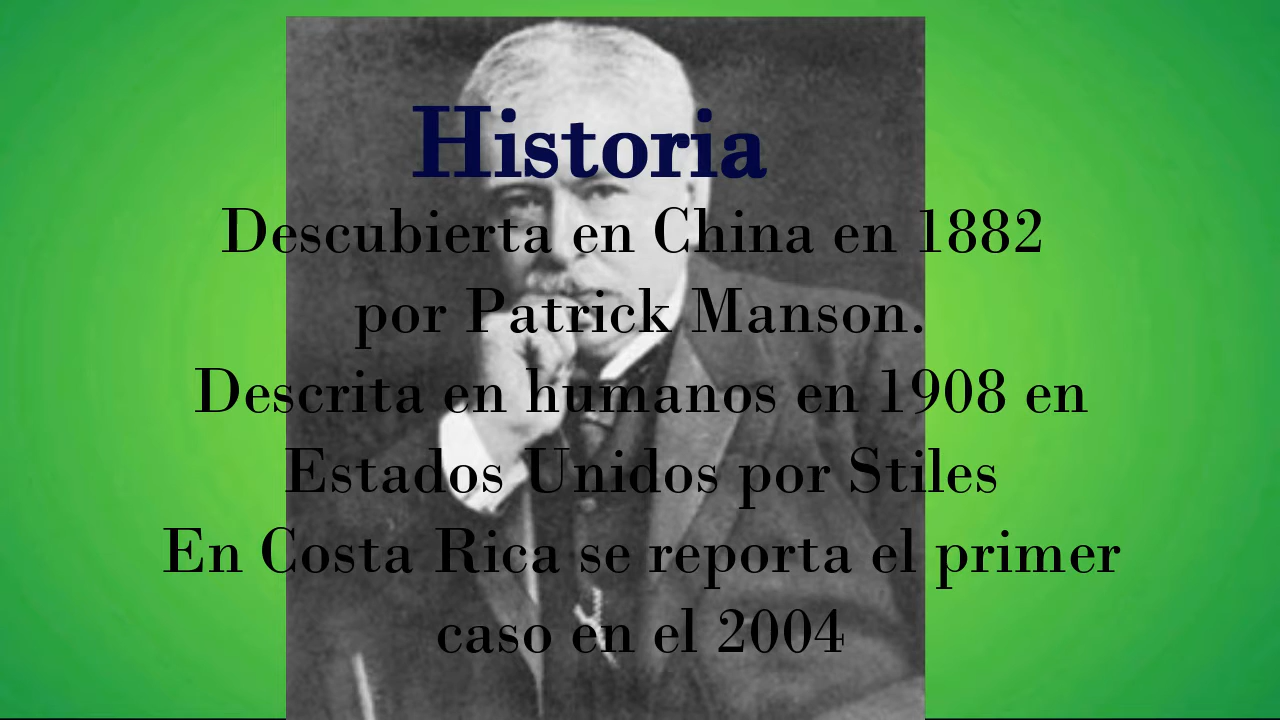 Historia
Descubierta en China en 1882
por Patrick Manson.
Descrita en humanos en 1908 en
Estados Unidos por Stiles
En Costa Rica se reporta el primer
caso en el 2004